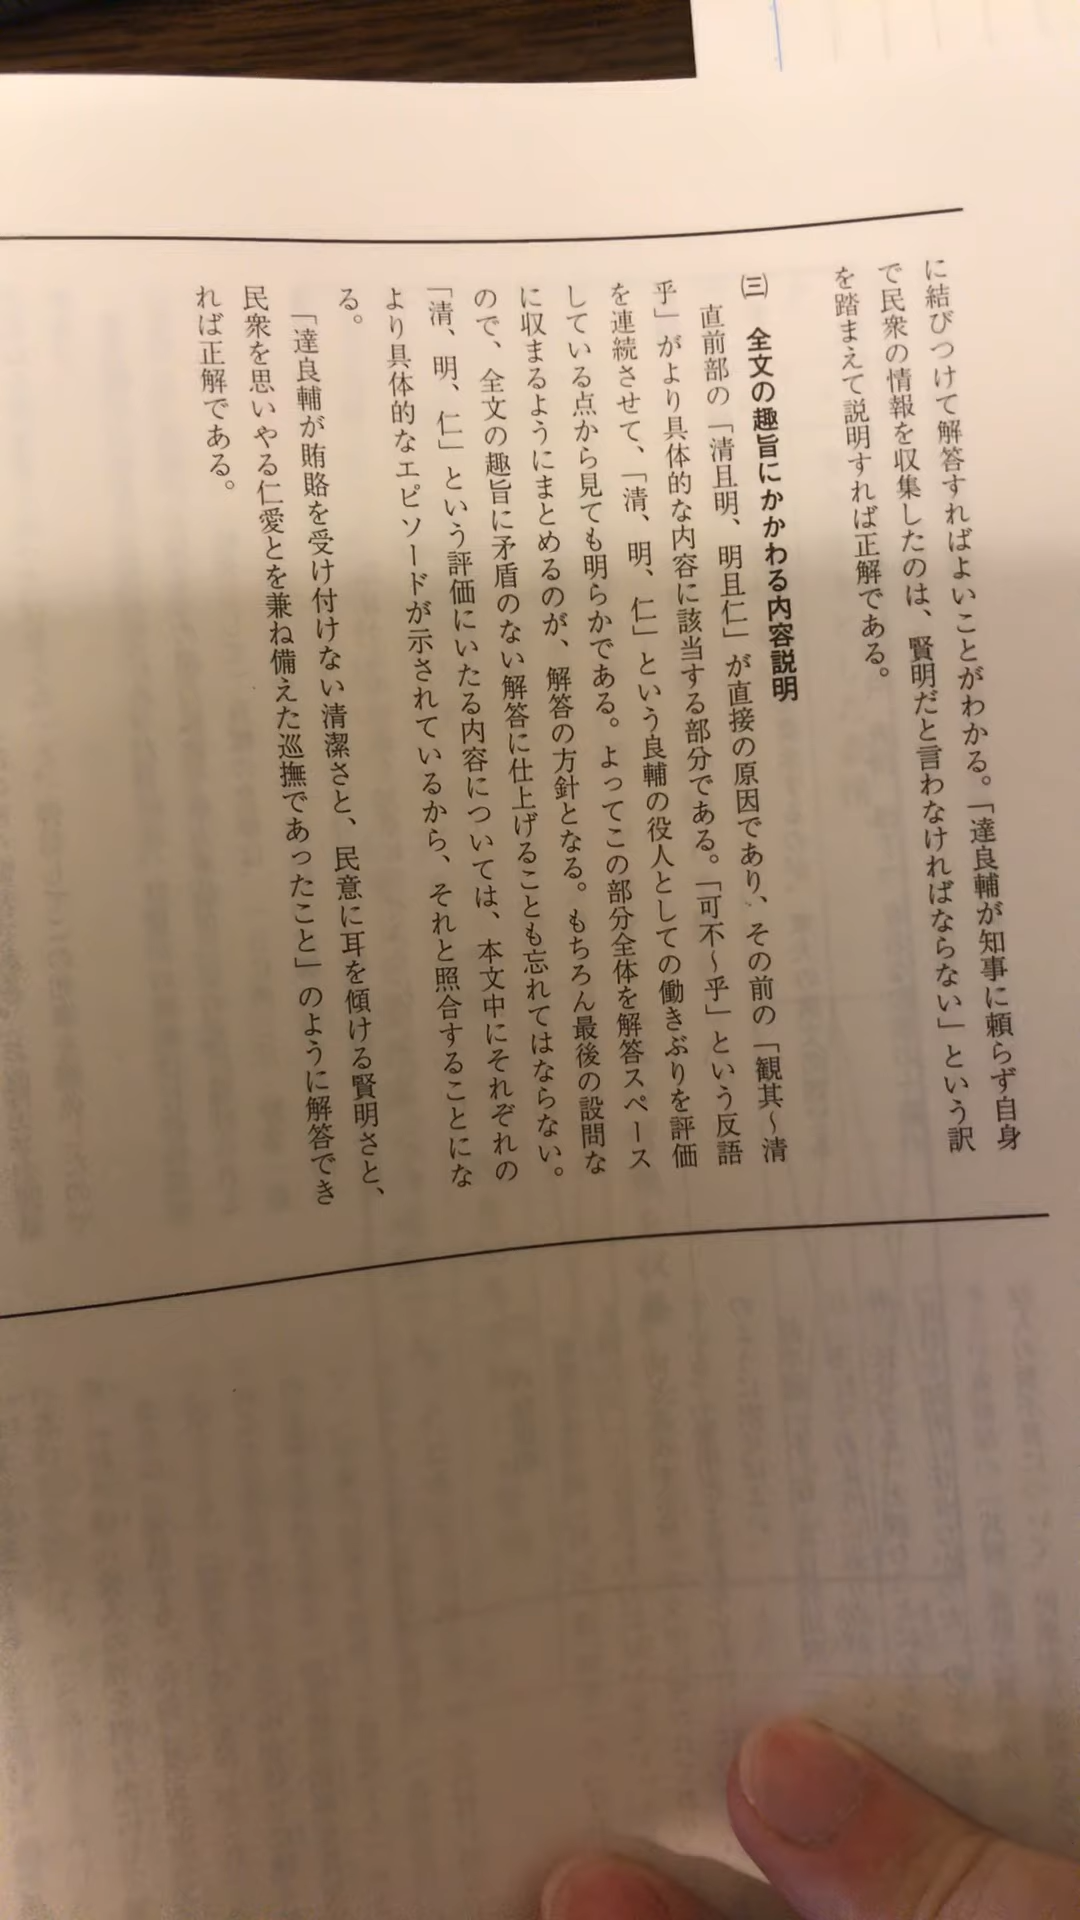 に結びつけて解答すればよいことがわかる。「達良輔が知事に頼らず自身
で民衆の情報を収集したのは、賢明だと言わなければならない」という訳
を踏まえて説明すれば正解である。
㈢ 全文の趣旨にかかわる内容説明
直前部の「清且明、明且仁」が直接の原因であり、その前の「観其～清
乎」がより具体的な内容に該当する部分である。「可不～乎」という反語
を連続させて、「清、明、仁」という良輔の役人としての働きぶりを評価
している点から見ても明らかである。よってこの部分全体を解答スペース
に収まるようにまとめるのが、解答の方針となる。もちろん最後の設問な
ので、全文の趣旨に矛盾のない解答に仕上げることも忘れてはならない。
「清、明、仁」という評価にいたる内容については、本文中にそれぞれの
より具体的なエピソードが示されているから、それと照合することにな
る。
「達良輔が賄賂を受け付けない清潔さと、民意に耳を傾ける賢明さと、
民衆を思いやる仁愛とを兼ね備えた巡撫であったこと」のように解答でき
れば正解である。